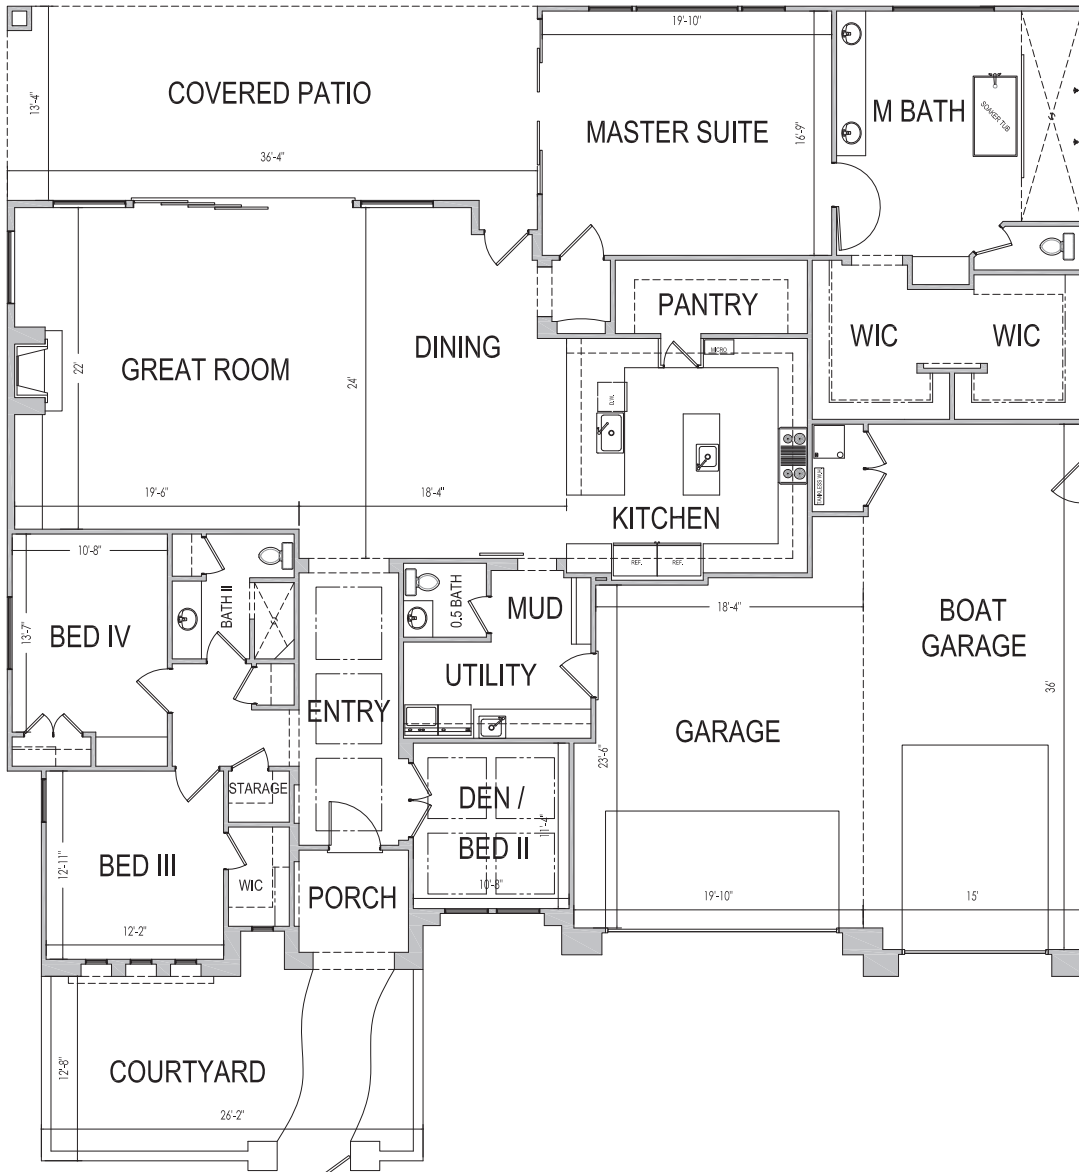 19'-10"
COVERED PATIO
13'-4"
36'-4"
MASTER SUITE
16'-9"
M BATH
SOAKER TUB
PANTRY
WIC
WIC
MICRO
DINING
GREAT ROOM
22'
24'
D.W.
19'-6"
18'-4"
KITCHEN
REF.
REF.
TANKLESS W.H.
10'-8"
13'-7"
BED IV
BATH II
0.5 BATH
MUD
UTILITY
ENTRY
18'-4"
BOAT
GARAGE
36'
GARAGE
23'-6"
STARAGE
DEN /
BED II
11'-4"
10'-8"
BED III
12'-11"
12'-2"
WIC
PORCH
19'-10"
15'
COURTYARD
12'-8"
26'-2"